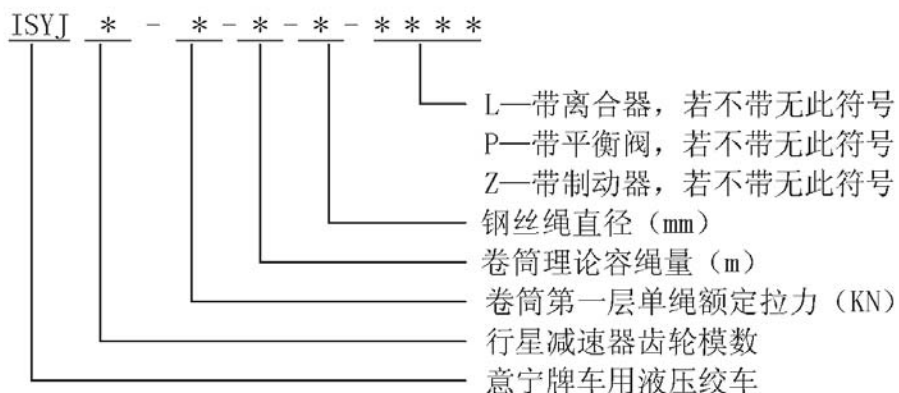 ISYJ * - * - * - * - * * * *
L—带离合器，若不带无此符号
P—带平衡阀，若不带无此符号
Z—带制动器，若不带无此符号
钢丝绳直径（mm）
卷筒理论容绳量（m）
卷筒第一层单绳额定拉力（KN）
行星减速器齿轮模数
意宁牌车用液压绞车